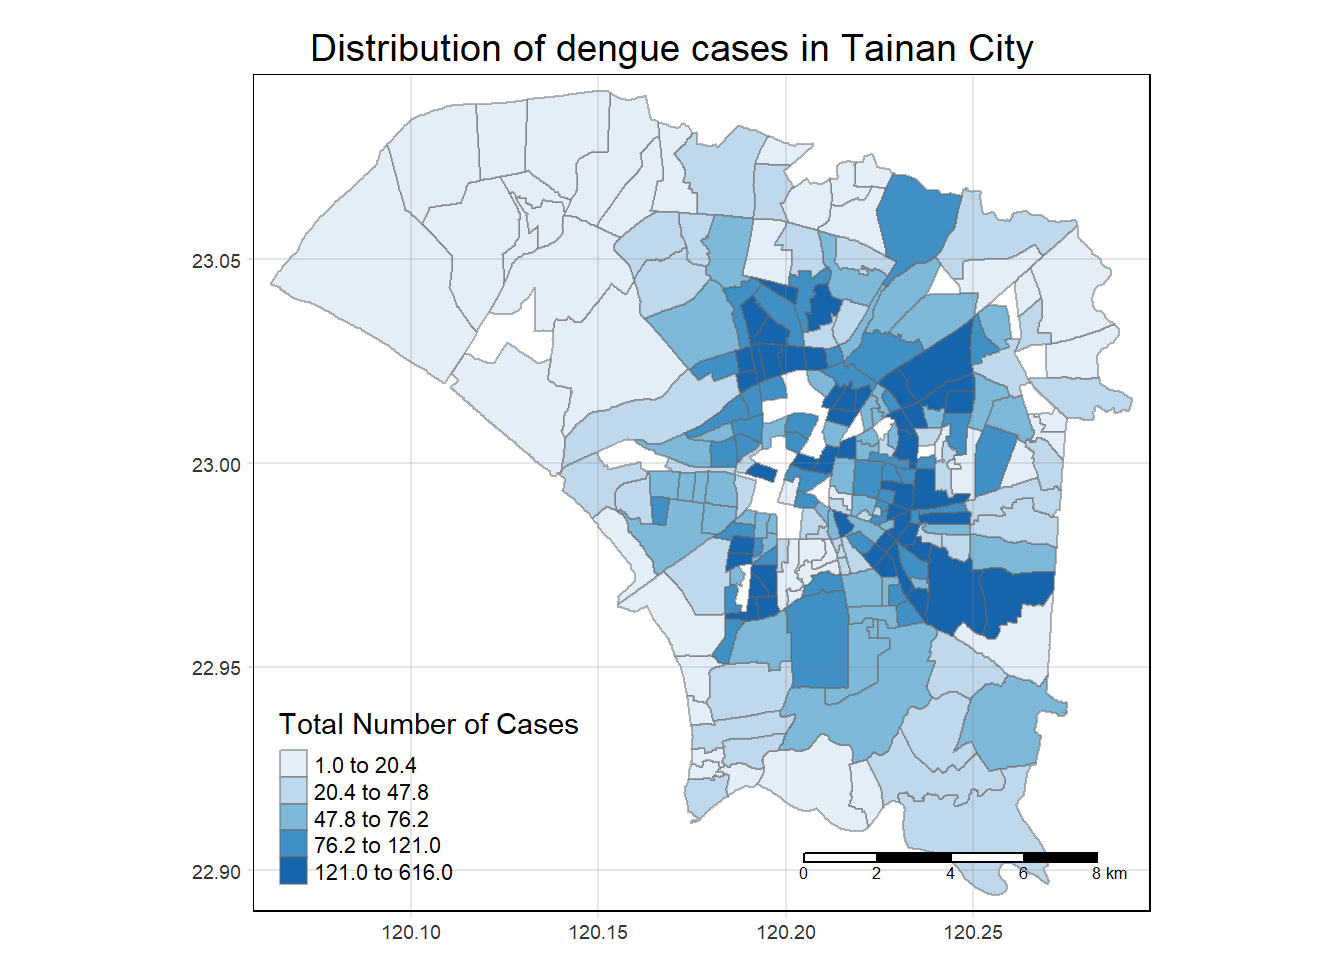 Distribution of dengue cases in Tainan City
23.05
23.00
22.95
22.90
Total Number of Cases
1.0 to 20.4
20.4 to 47.8
47.8 to 76.2
76.2 to 121.0
121.0 to 616.0
0 2 4 6 8 km
120.10 120.15 120.20 120.25